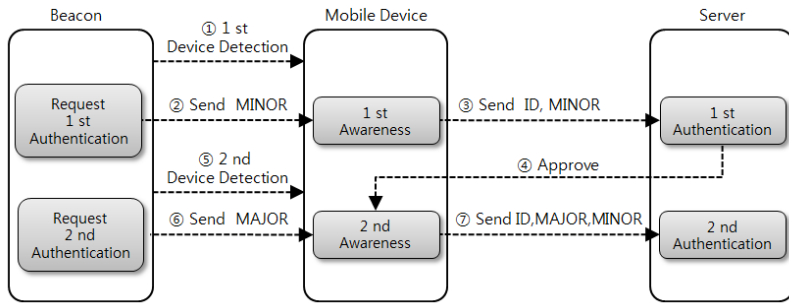 Beacon
Mobile Device
Server
① 1 st
Device Detection
Request
1 st
Authentication
② Send MINOR
1 st
Awareness
③ Send ID, MINOR
1 st
Authentication
④ Approve
⑤ 2 nd
Device Detection
Request
2 nd
Authentication
⑥ Send MAJOR
2 nd
Awareness
⑦ Send ID,MAJOR,MINOR
2 nd
Authentication